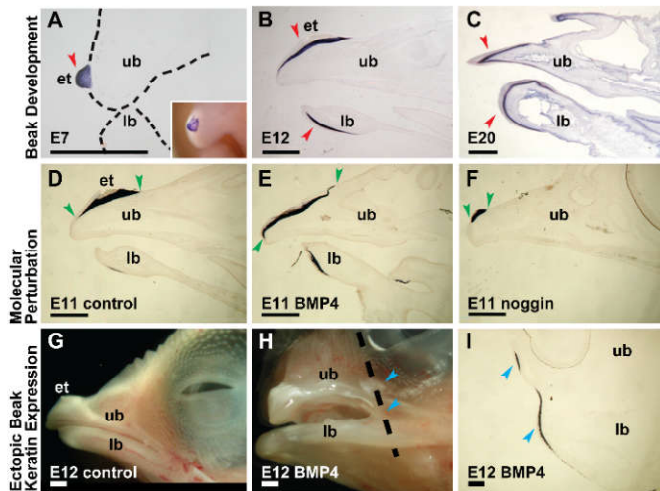 Beak Development
A
et
ub
lb
E7
B
et
ub
lb
E12
C
ub
lb
E20
Molecular
Perturbation
D
et
ub
lb
E11 control
E
ub
lb
E11 BMP4
F
ub
E11 noggin
Ectopic Beak
Keratin Expression
G
et
ub
lb
E12 control
H
ub
lb
E12 BMP4
I
ub
lb
E12 BMP4